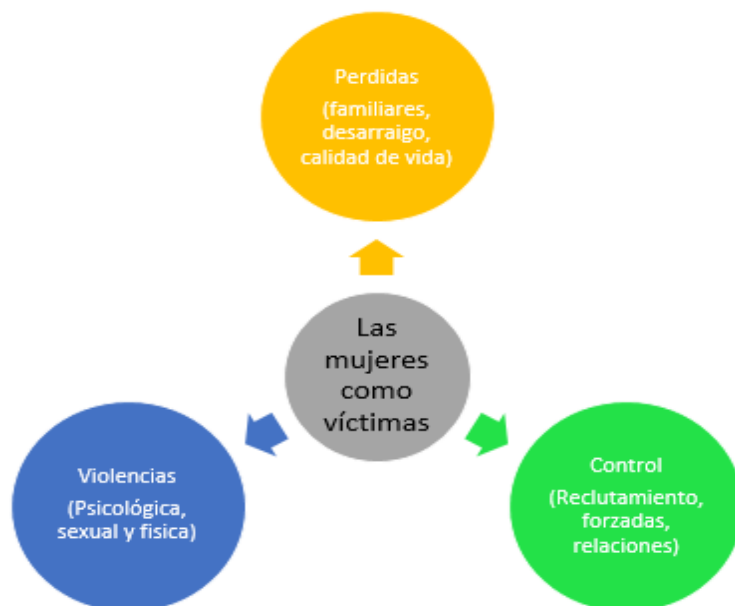 Perdidas
(familiares,
desarraigo,
calidad de vida)
Las
mujeres
como
víctimas
Violencias
(Psicológica,
sexual y fisica)
Control
(Reclutamiento,
forzadas,
relaciones)